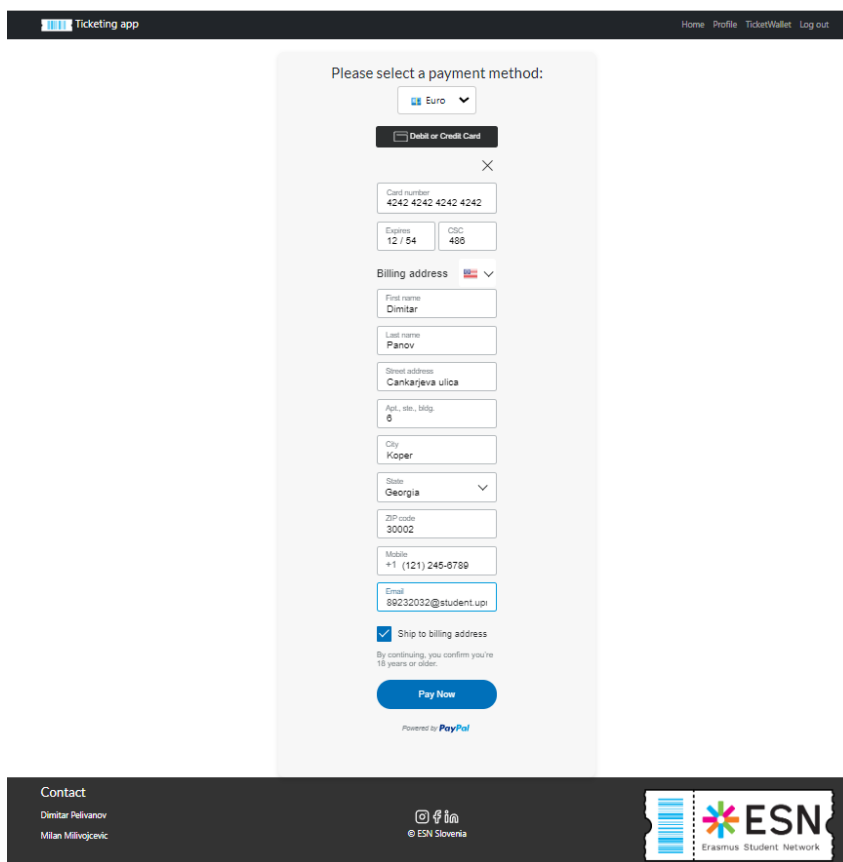 Ticketing app
Home Profile TicketWallet Log out
Please select a payment method:
Euro
Debit or Credit Card
Card number
4242 4242 4242 4242
Expires CSC
12 / 54 486
Billing address
First name
Dimitar
Last name
Panov
Street address
Cankarjeva ulica
Apt., ste., bldg.
6
City
Koper
State
Georgia
ZIP code
30002
Mobile
+1 (121) 245-6789
Email
89232032@student.upr
Ship to billing address
By continuing, you confirm you're
18 years or older.
Pay Now
Powered by PayPal
Contact
Dimitar Pelivanov
Milan Milivojcevic
© ESN Slovenia
ESN
Erasmus Student Network